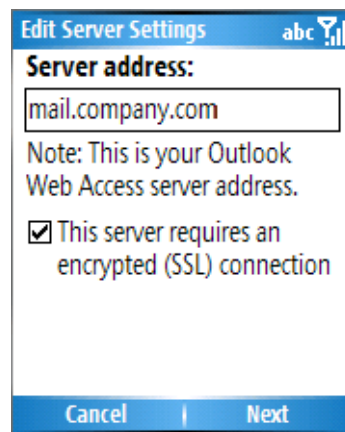 Edit Server Settings abc
Server address:
mail.company.com
Note: This is your Outlook
Web Access server address.
This server requires an
encrypted (SSL) connection
Cancel Next